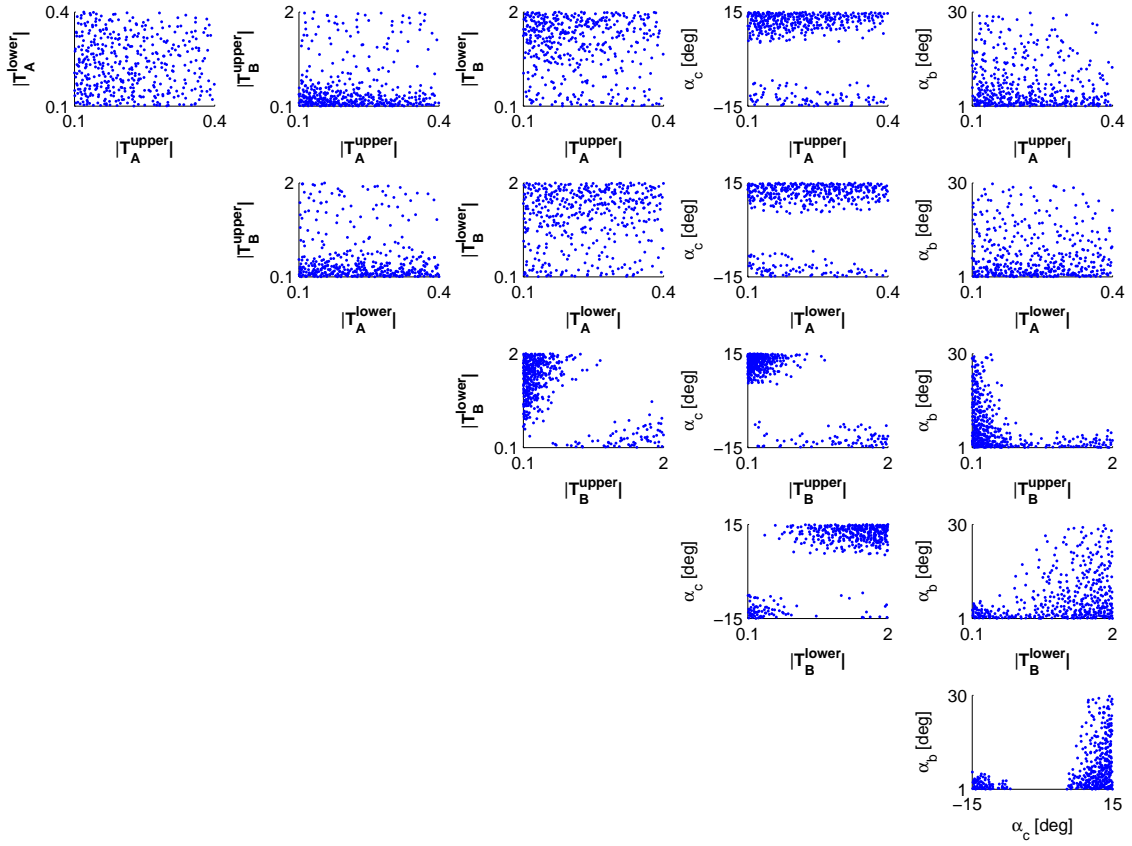 0.4 2 2 15 30
|T_A^lower| |T_B^upper| |T_B^lower| α_c [deg] α_b [deg]
0.1 0.1 0.1 −15 1
0.1 0.4 0.1 0.4 0.1 0.4 0.1 0.4 0.1 0.4
|T_A^upper| |T_A^upper| |T_A^upper| |T_A^upper| |T_A^upper|
2 2 15 30
|T_B^upper| |T_B^lower| α_c [deg] α_b [deg]
0.1 0.1 −15 1
0.1 0.4 0.1 0.4 0.1 0.4 0.1 0.4
|T_A^lower| |T_A^lower| |T_A^lower| |T_A^lower|
2 15 30
|T_B^lower| α_c [deg] α_b [deg]
0.1 −15 1
0.1 2 0.1 2 0.1 2
|T_B^upper| |T_B^upper| |T_B^upper|
15 30
α_c [deg] α_b [deg]
−15 1
0.1 2 0.1 2
|T_B^lower| |T_B^lower|
30
α_b [deg]
1
−15 15
α_c [deg]